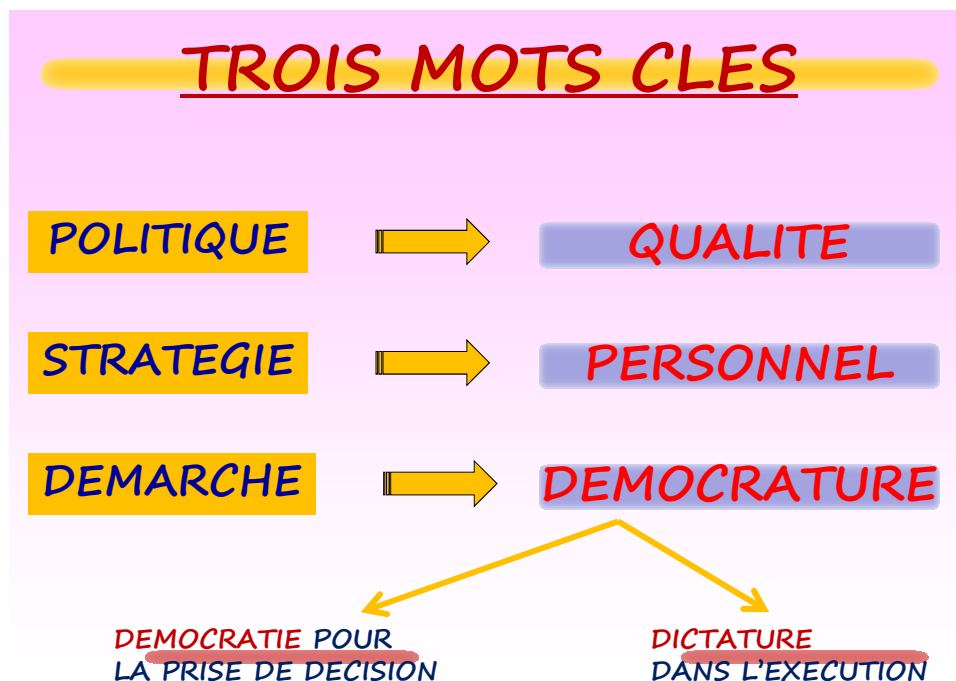 TROIS MOTS CLES
POLITIQUE QUALITE
STRATEGIE PERSONNEL
DEMARCHE DEMOCRATURE
DEMOCRATIE POUR
LA PRISE DE DECISION
DICTATURE
DANS L'EXECUTION